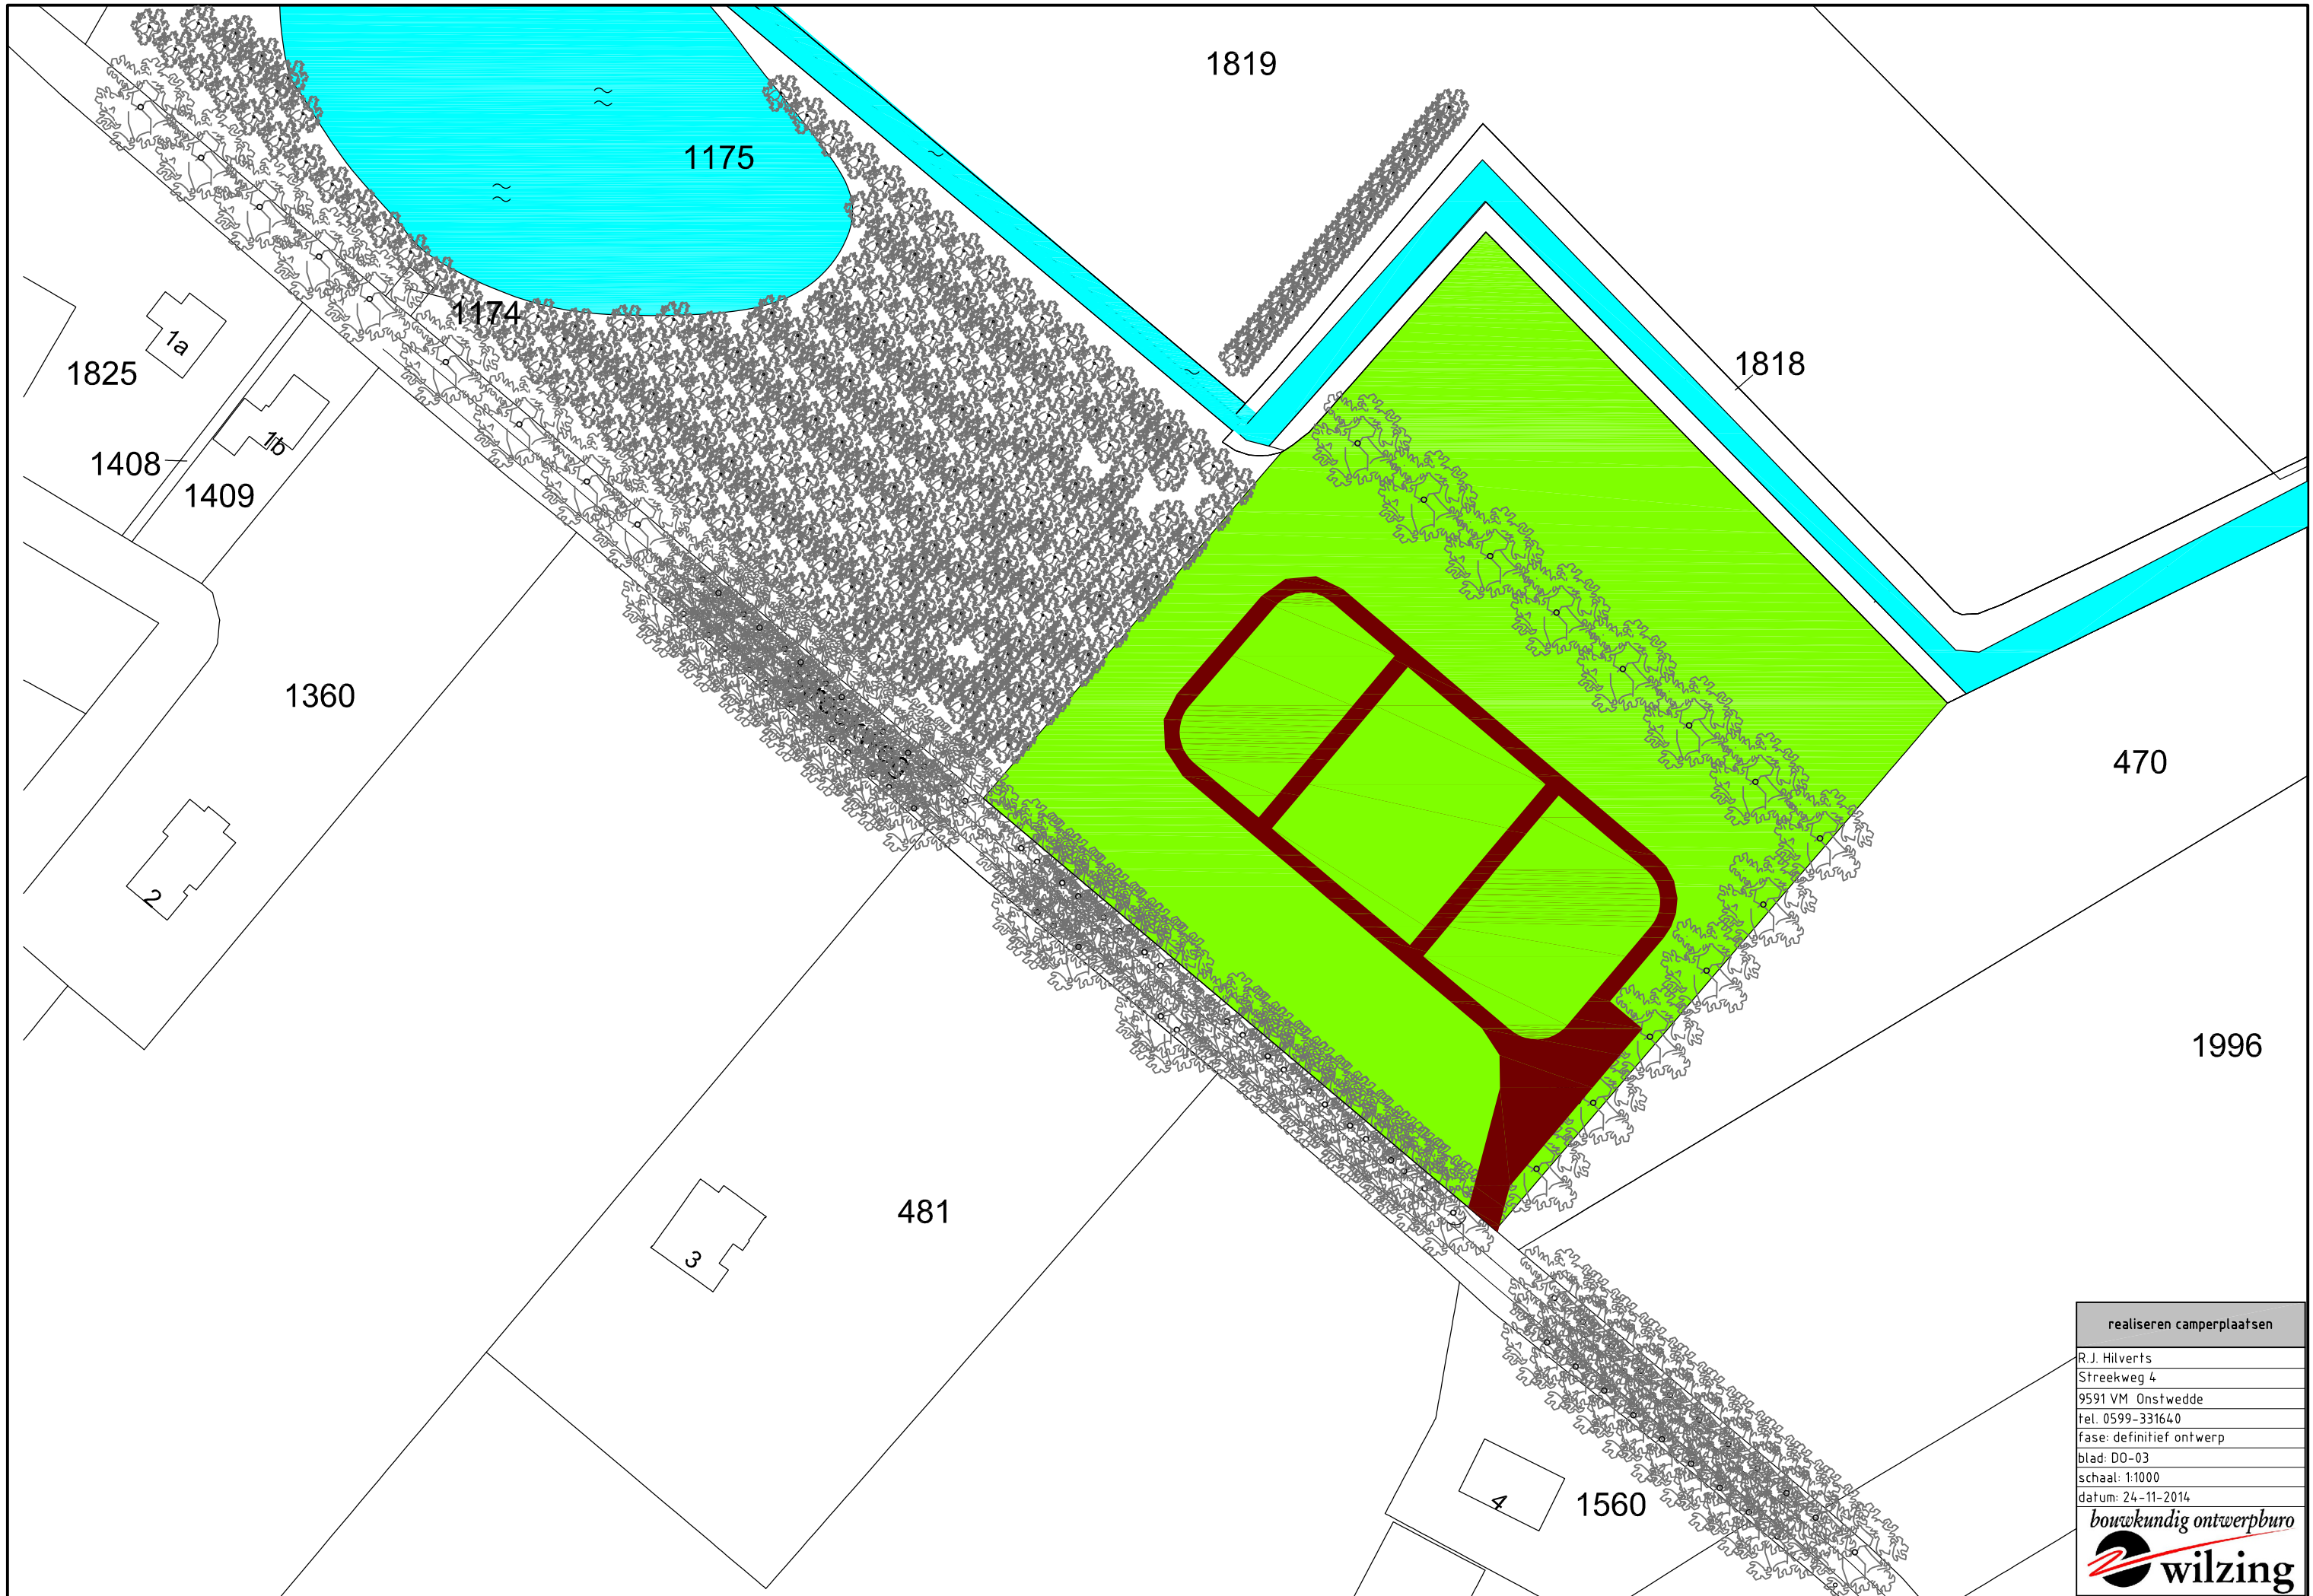 1819
1175
1174
1a
1825
1b
1408
1409
1818
1360
470
2
1996
481
3
4
1560
realiseren camperplaatsen
R.J. Hilverts
Streekweg 4
9591 VM Onstwedde
tel. 0599-331640
fase: definitief ontwerp
blad: DO-03
schaal: 1:1000
datum: 24-11-2014
bouwkundig ontwerpburo
wilzing